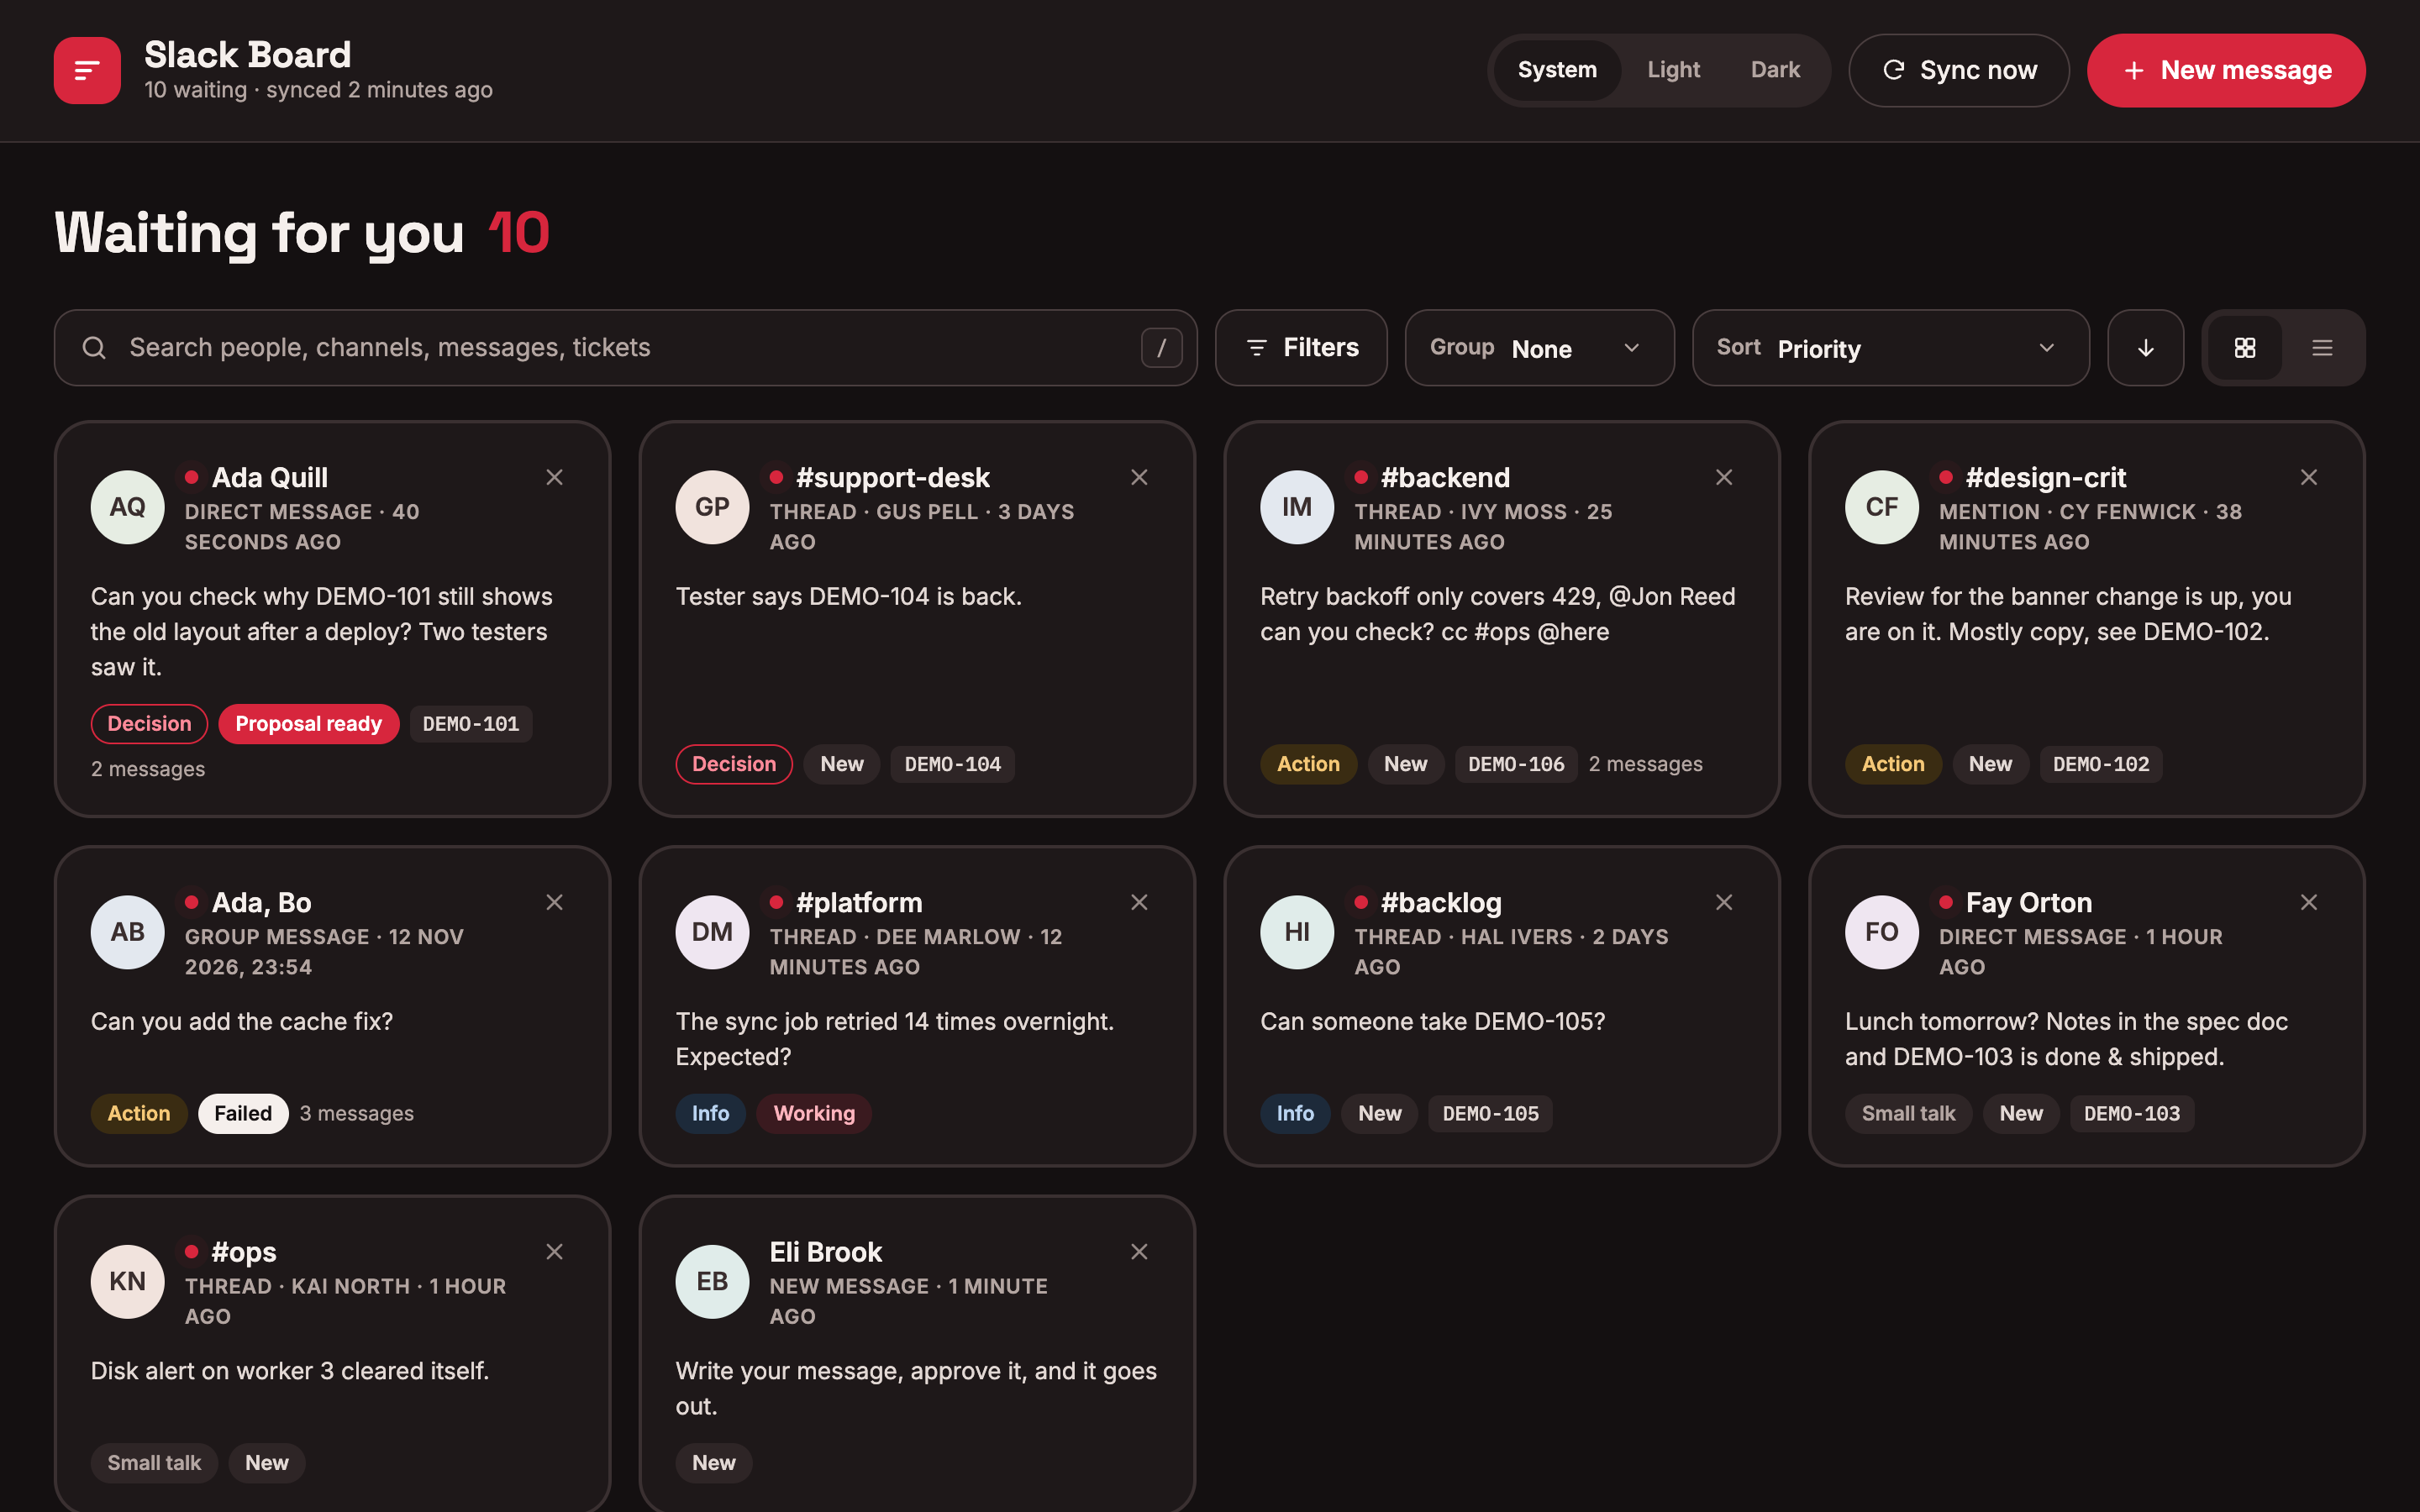 Slack Board
10 waiting · synced 2 minutes ago
System Light Dark
Sync now
New message
Waiting for you 10
Search people, channels, messages, tickets
/
Filters
Group None
Sort Priority
AQ
Ada Quill
DIRECT MESSAGE · 40
SECONDS AGO
Can you check why DEMO-101 still shows
the old layout after a deploy? Two testers
saw it.
Decision Proposal ready DEMO-101
2 messages
GP
#support-desk
THREAD · GUS PELL · 3 DAYS
AGO
Tester says DEMO-104 is back.
Decision New DEMO-104
IM
#backend
THREAD · IVY MOSS · 25
MINUTES AGO
Retry backoff only covers 429, @Jon Reed
can you check? cc #ops @here
Action New DEMO-106 2 messages
CF
#design-crit
MENTION · CY FENWICK · 38
MINUTES AGO
Review for the banner change is up, you
are on it. Mostly copy, see DEMO-102.
Action New DEMO-102
AB
Ada, Bo
GROUP MESSAGE · 12 NOV
2026, 23:54
Can you add the cache fix?
Action Failed 3 messages
DM
#platform
THREAD · DEE MARLOW · 12
MINUTES AGO
The sync job retried 14 times overnight.
Expected?
Info Working
HI
#backlog
THREAD · HAL IVERS · 2 DAYS
AGO
Can someone take DEMO-105?
Info New DEMO-105
FO
Fay Orton
DIRECT MESSAGE · 1 HOUR
AGO
Lunch tomorrow? Notes in the spec doc
and DEMO-103 is done & shipped.
Small talk New DEMO-103
KN
#ops
THREAD · KAI NORTH · 1 HOUR
AGO
Disk alert on worker 3 cleared itself.
Small talk New
EB
Eli Brook
NEW MESSAGE · 1 MINUTE
AGO
Write your message, approve it, and it goes
out.
New